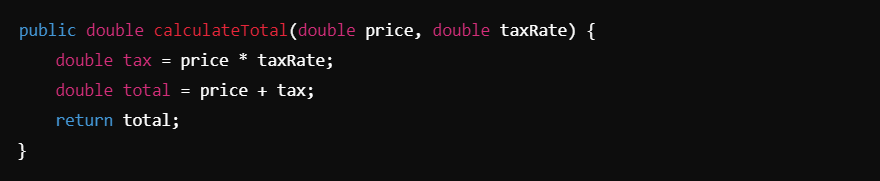 public double calculateTotal(double price, double taxRate) {
    double tax = price * taxRate;
    double total = price + tax;
    return total;
}